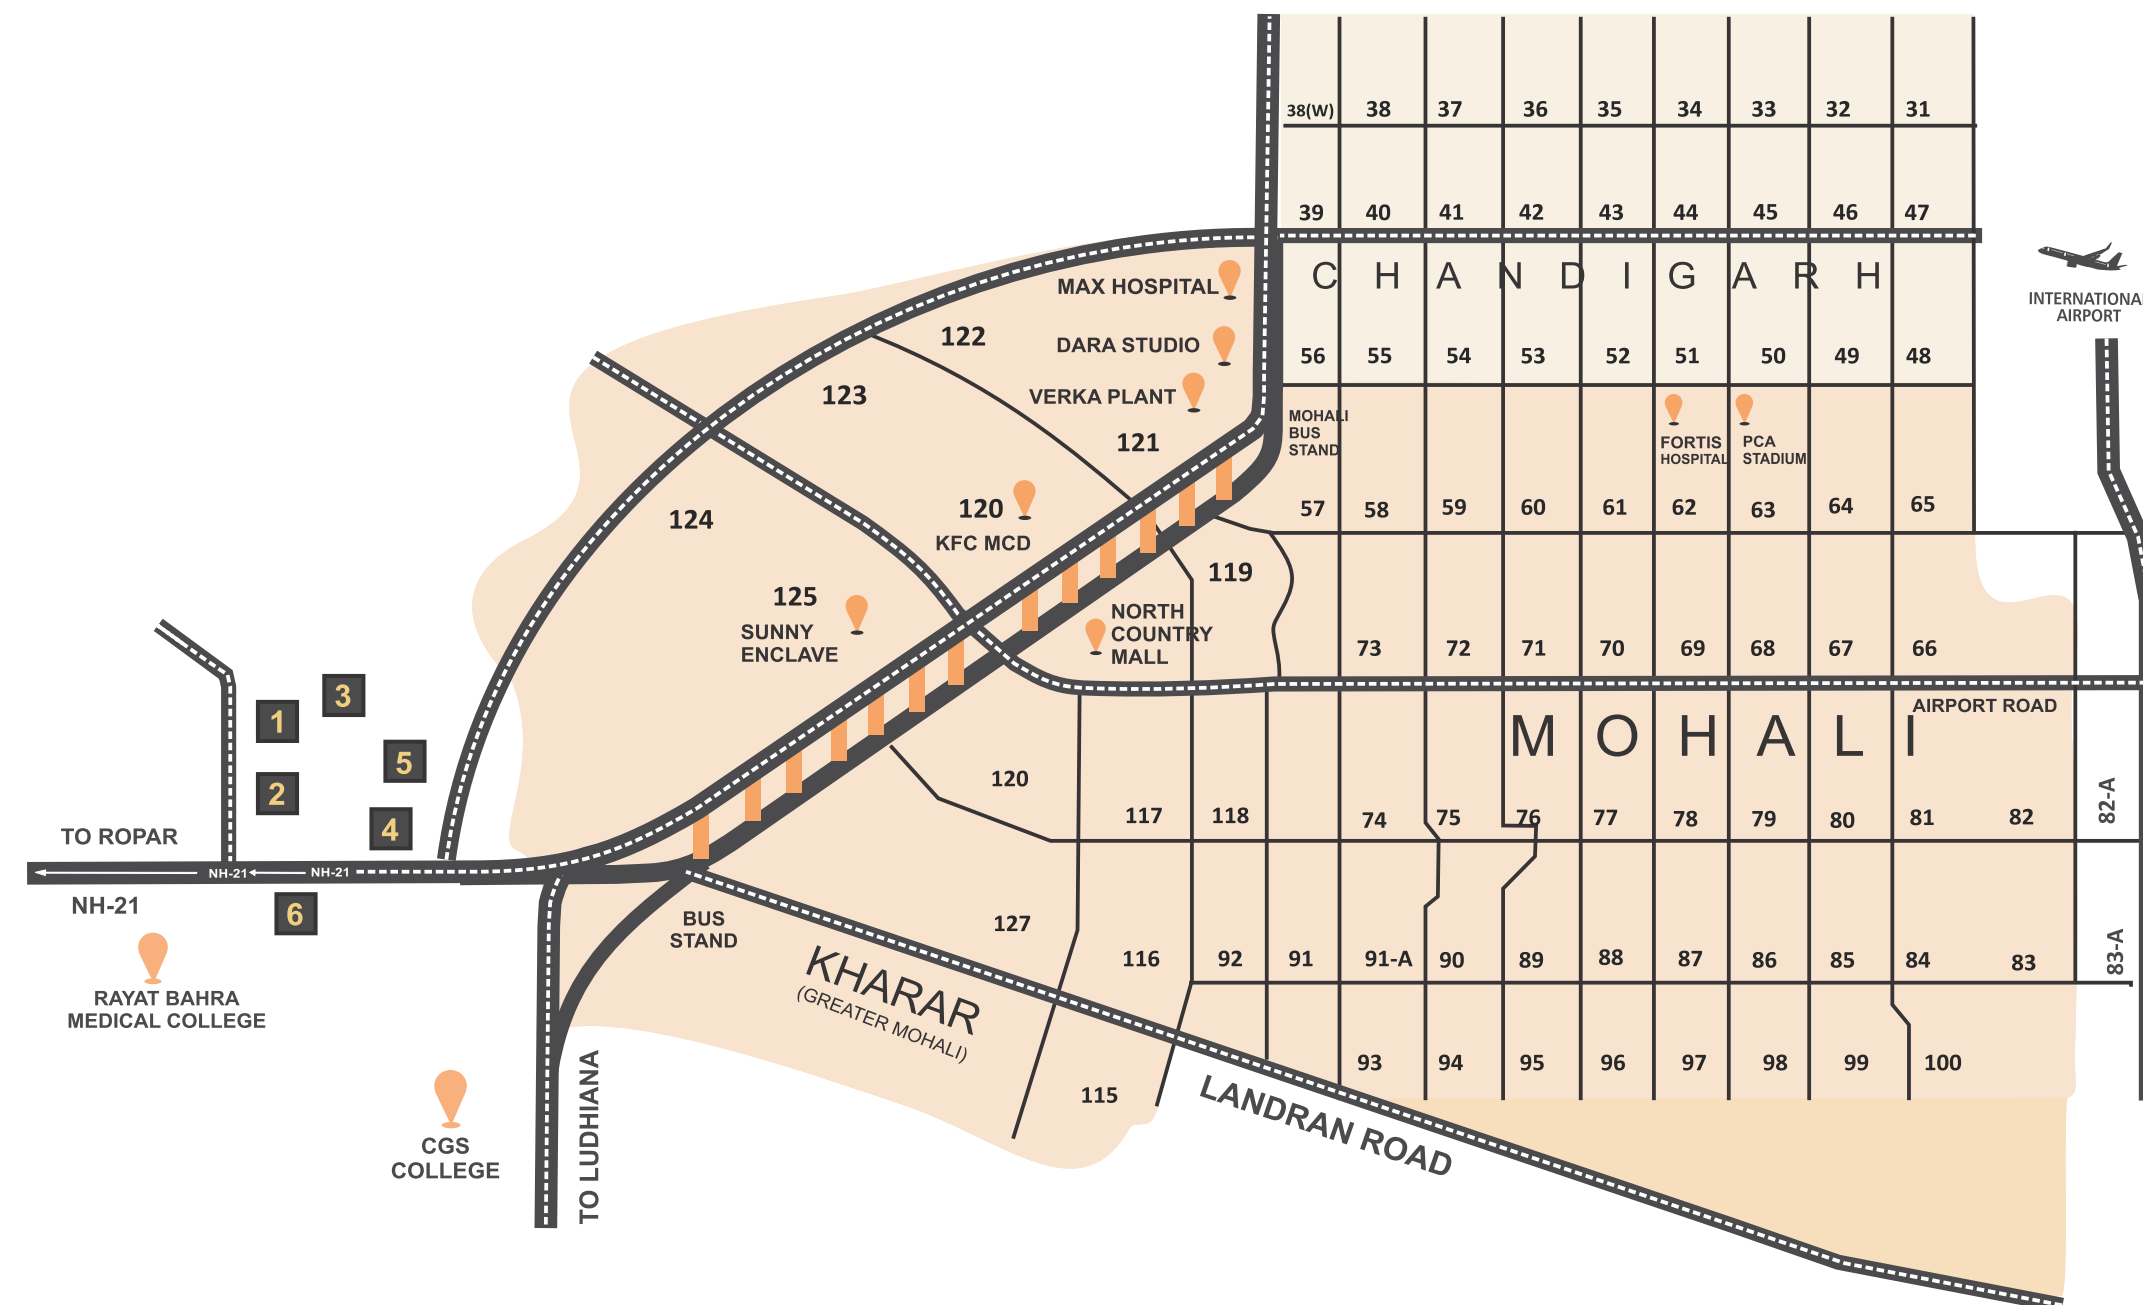 38(W) 38 37 36 35 34 33 32 31
39 40 41 42 43 44 45 46 47
CHANDIGARH
INTERNATIONAL
AIRPORT
56 55 54 53 52 51 50 49 48
MAX HOSPITAL
122
DARA STUDIO
123
VERKA PLANT
121
MOHALI
BUS
STAND
FORTIS
HOSPITAL
PCA
STADIUM
57 58 59 60 61 62 63 64 65
124
120
KFC MCD
119
125
SUNNY
ENCLAVE
NORTH
COUNTRY
MALL
73 72 71 70 69 68 67 66
AIRPORT ROAD
MOHALI
3
1
5
2
4
120
117 118 74 75 76 77 78 79 80 81 82
82-A
TO ROPAR
NH-21 NH-21
NH-21
6
BUS
STAND
127
116 92 91 91-A 90 89 88 87 86 85 84 83
83-A
KHARAR
(GREATER MOHALI)
RAYAT BAHRA
MEDICAL COLLEGE
93 94 95 96 97 98 99 100
115
LANDRAN ROAD
CGS
COLLEGE
TO LUDHIANA